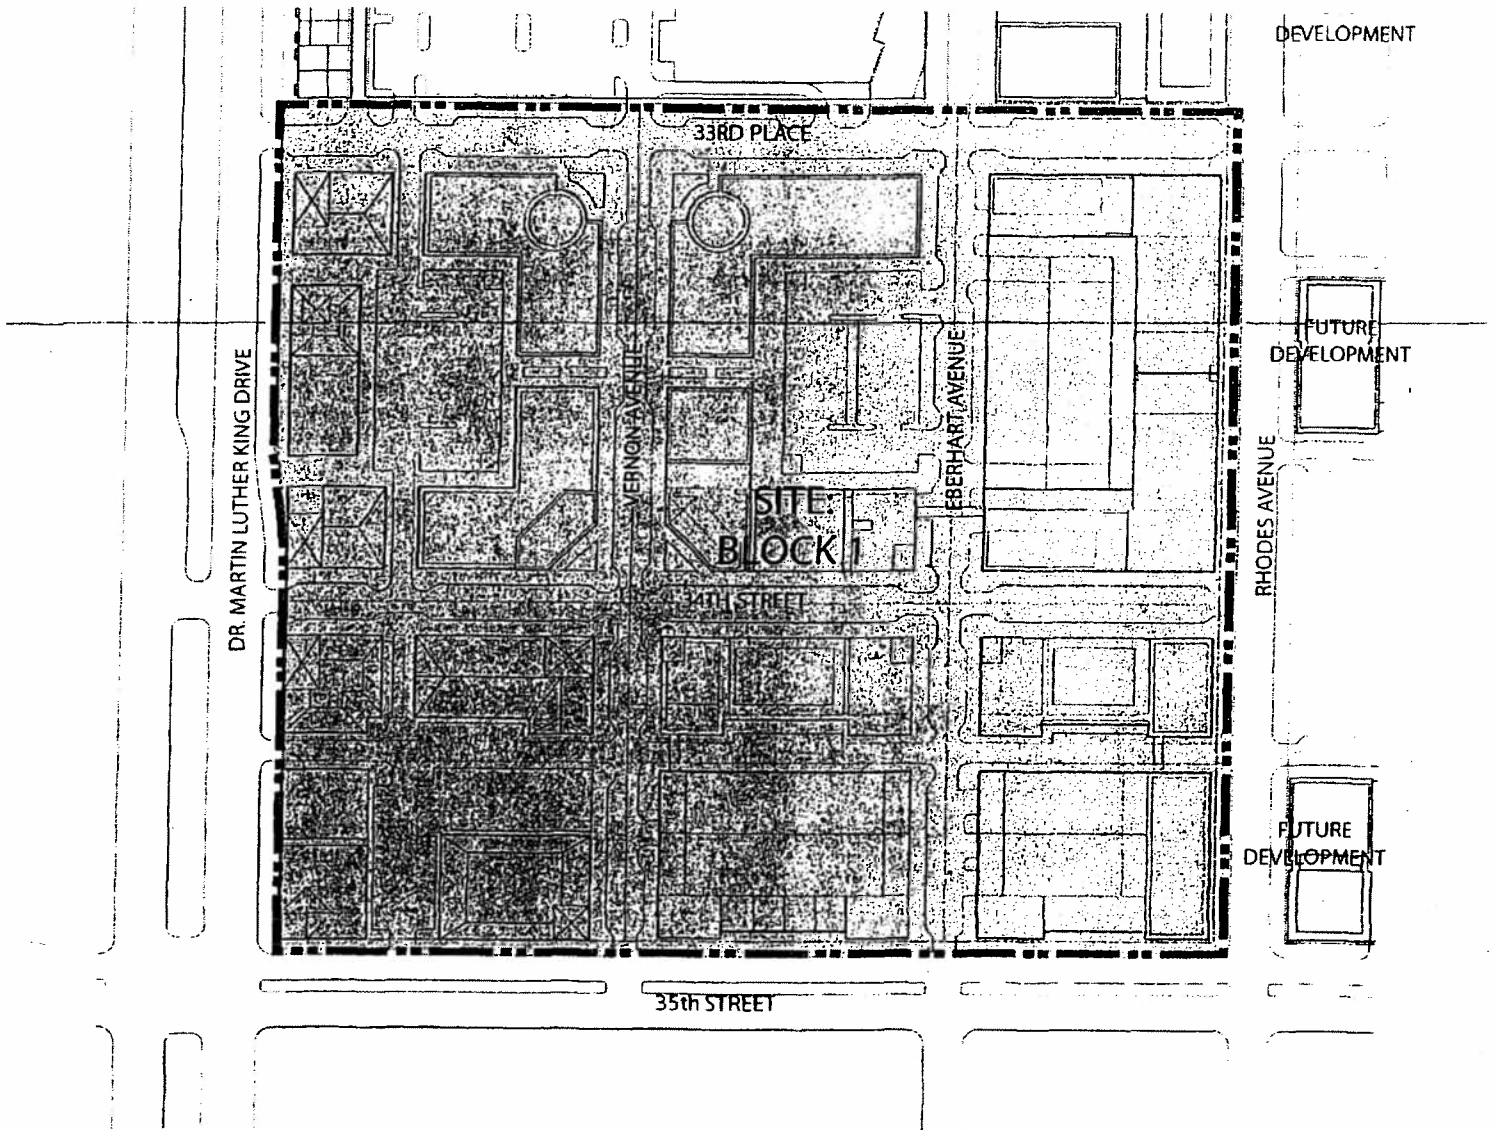 DEVELOPMENT
33RD PLACE
FUTURE
DEVELOPMENT
DR. MARTIN LUTHER KING DRIVE
VERNON AVENUE
EBERHART AVENUE
RHODES AVENUE
SITE:
BLOCK 1
34TH STREET
FUTURE
DEVELOPMENT
35th STREET